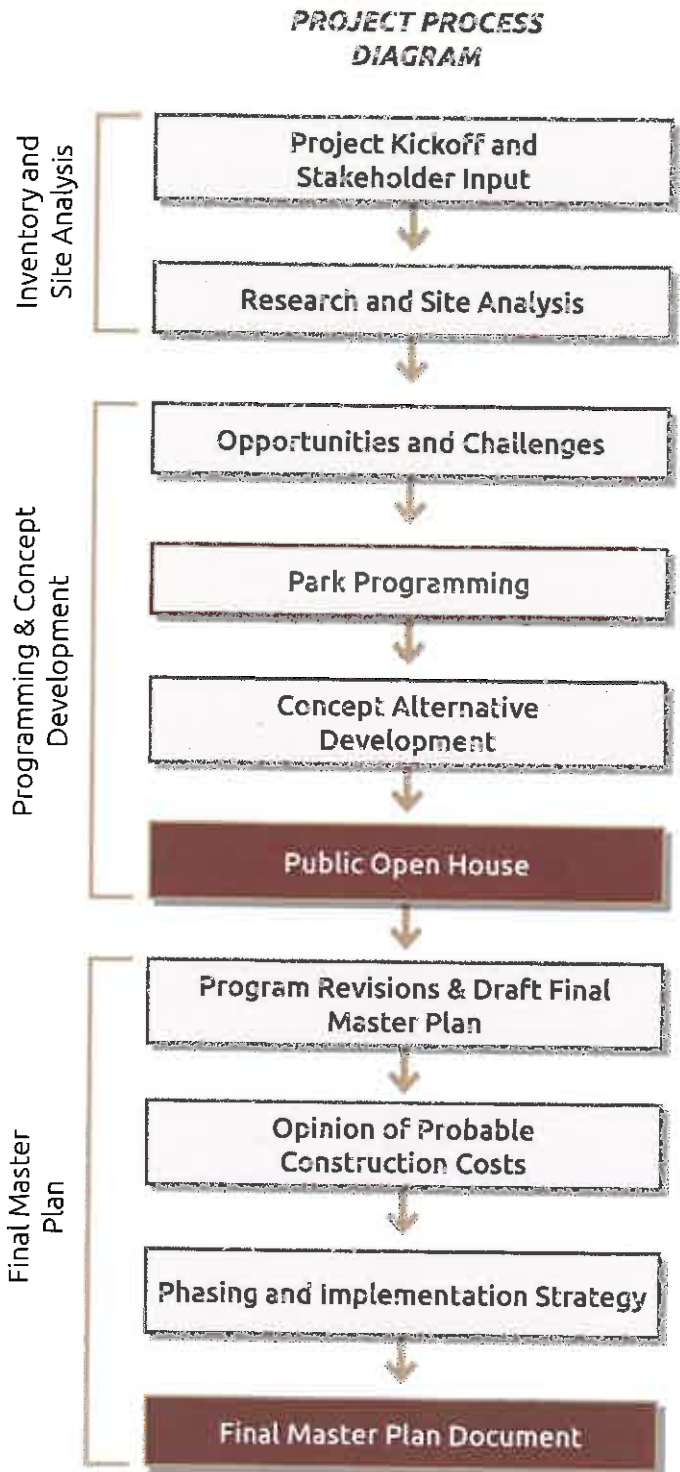 PROJECT PROCESS
DIAGRAM
Inventory and
Site Analysis
Project Kickoff and
Stakeholder Input
Research and Site Analysis
Programming & Concept
Development
Opportunities and Challenges
Park Programming
Concept Alternative
Development
Public Open House
Final Master
Plan
Program Revisions & Draft Final
Master Plan
Opinion of Probable
Construction Costs
Phasing and Implementation Strategy
Final Master Plan Document